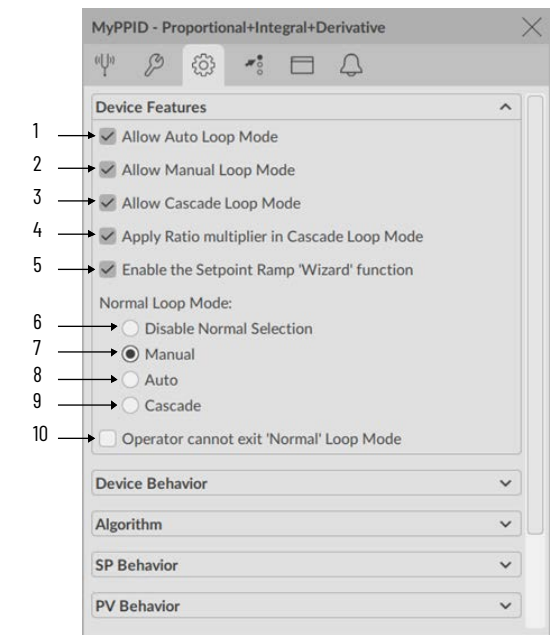 MyPPID - Proportional+Integral+Derivative
Device Features
1 Allow Auto Loop Mode
2 Allow Manual Loop Mode
3 Allow Cascade Loop Mode
4 Apply Ratio multiplier in Cascade Loop Mode
5 Enable the Setpoint Ramp 'Wizard' function
Normal Loop Mode:
6 Disable Normal Selection
7 Manual
8 Auto
9 Cascade
10 Operator cannot exit 'Normal' Loop Mode
Device Behavior
Algorithm
SP Behavior
PV Behavior